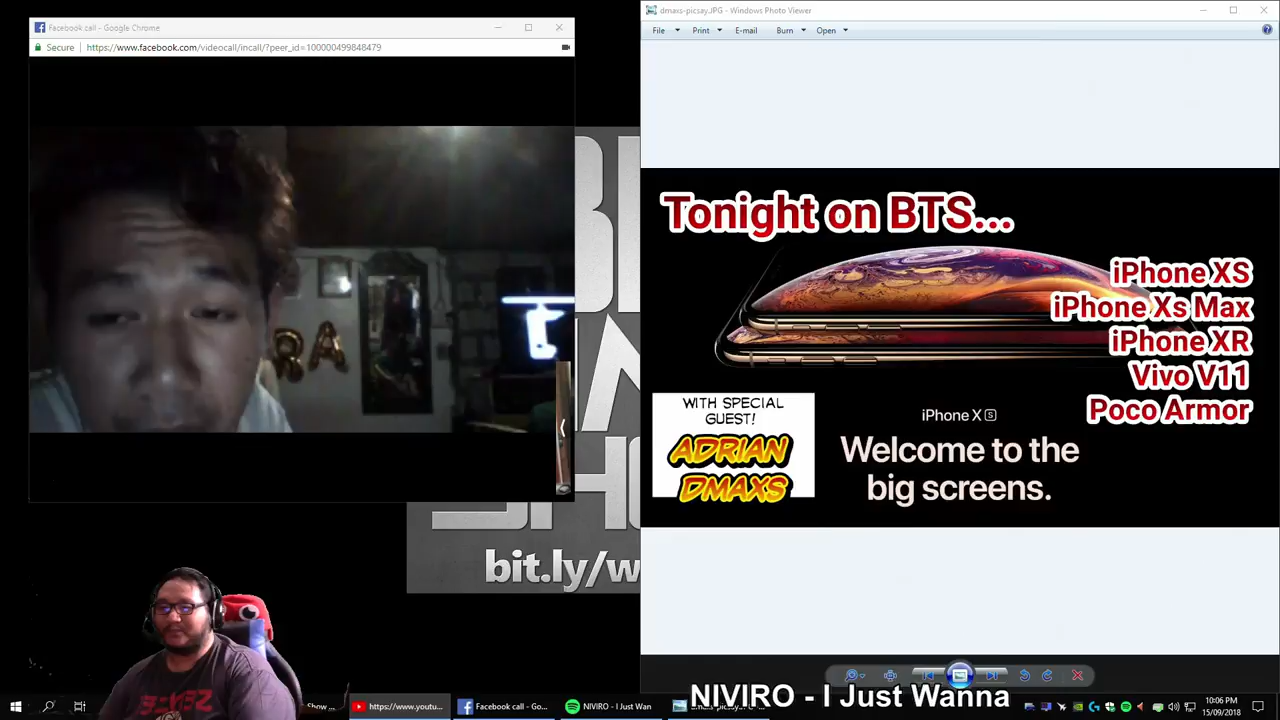 Facebook call - Google Chrome
Secure https://www.facebook.com/videocall/incall/?peer_id=100000499848479
RA
bit.ly/w
dmaxs-picsay.JPG - Windows Photo Viewer
File Print E-mail Burn Open
Tonight on BTS...
iPhone XS
iPhone Xs Max
iPhone XR
Vivo V11
Poco Armor
WITH SPECIAL
GUEST!
ADRIAN
DMAXS
iPhone XS
Welcome to the
big screens.
NIVIRO - I Just Wanna
Show ...
https://www.youtu...
Facebook call - Go...
NIVIRO - I Just Wan
10:06 PM
15/09/2018